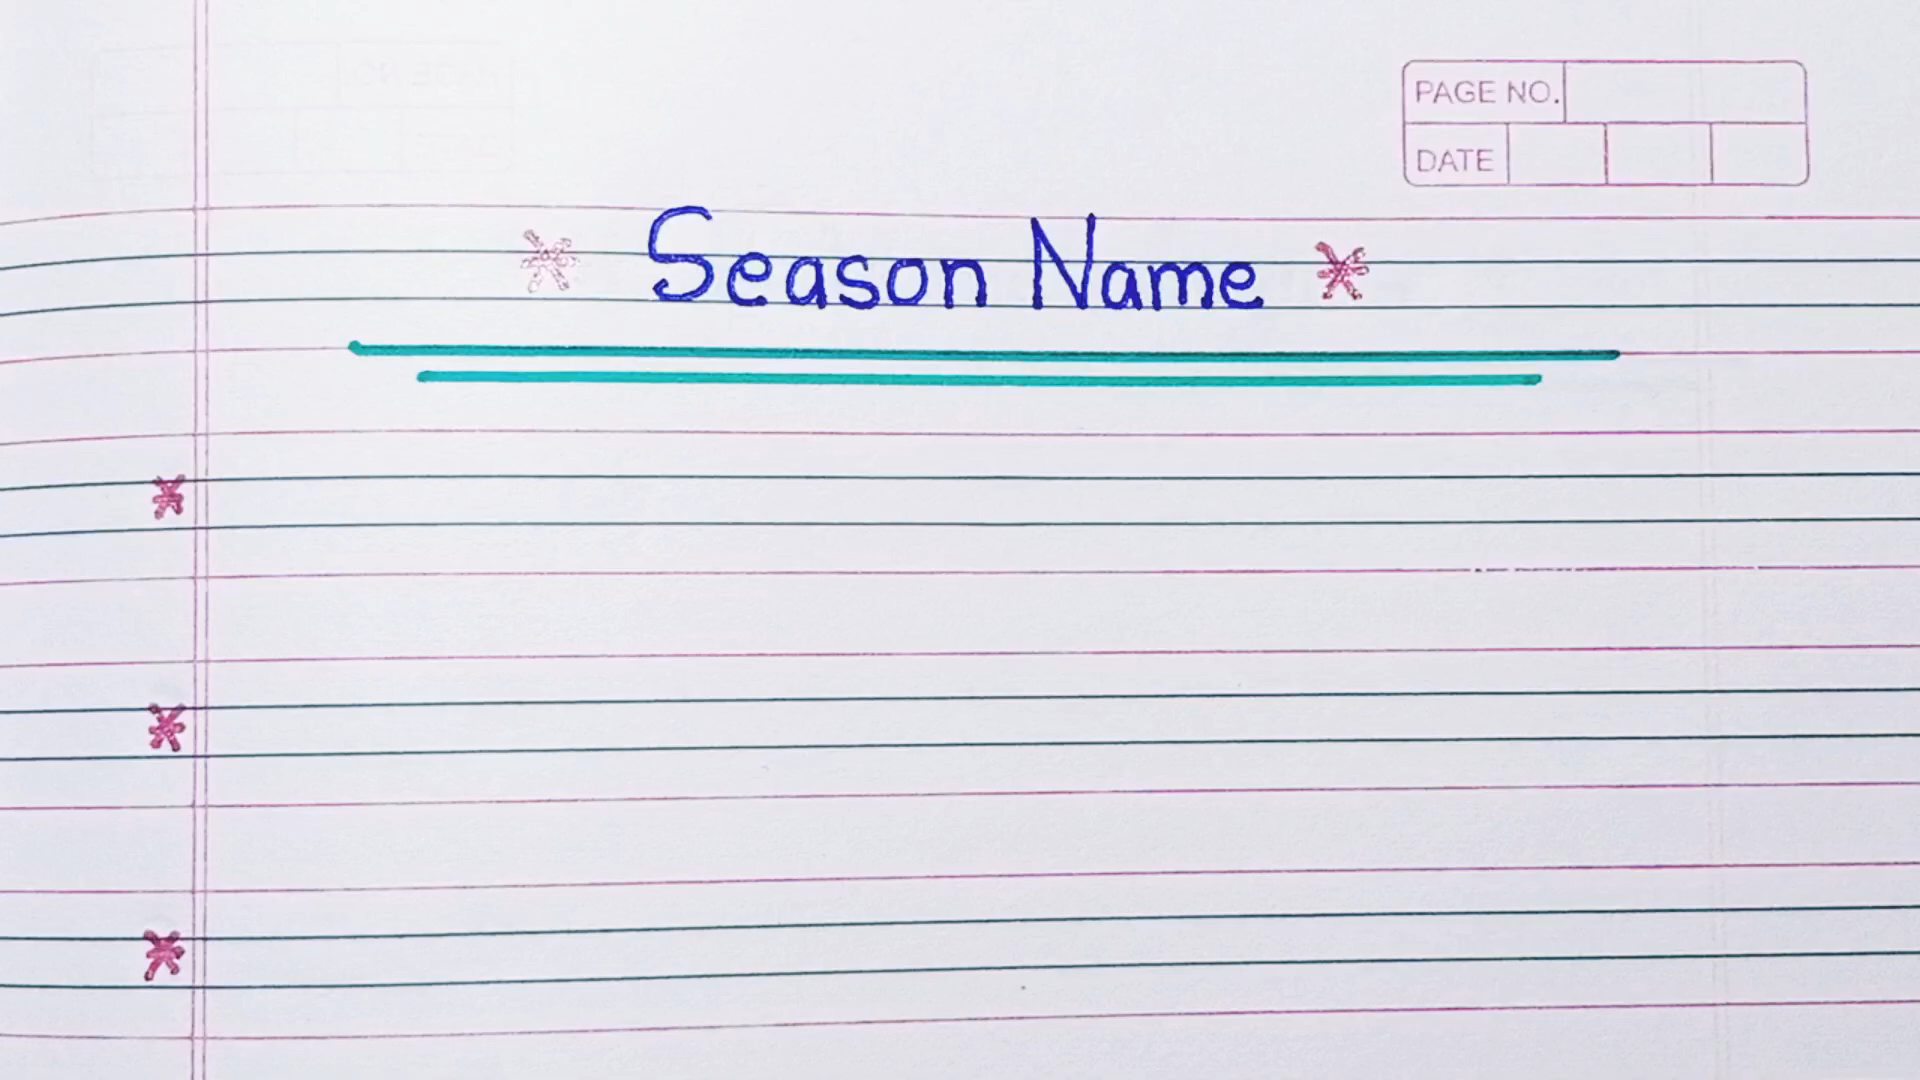 PAGE NO.
DATE
* Season Name *
*
*
*